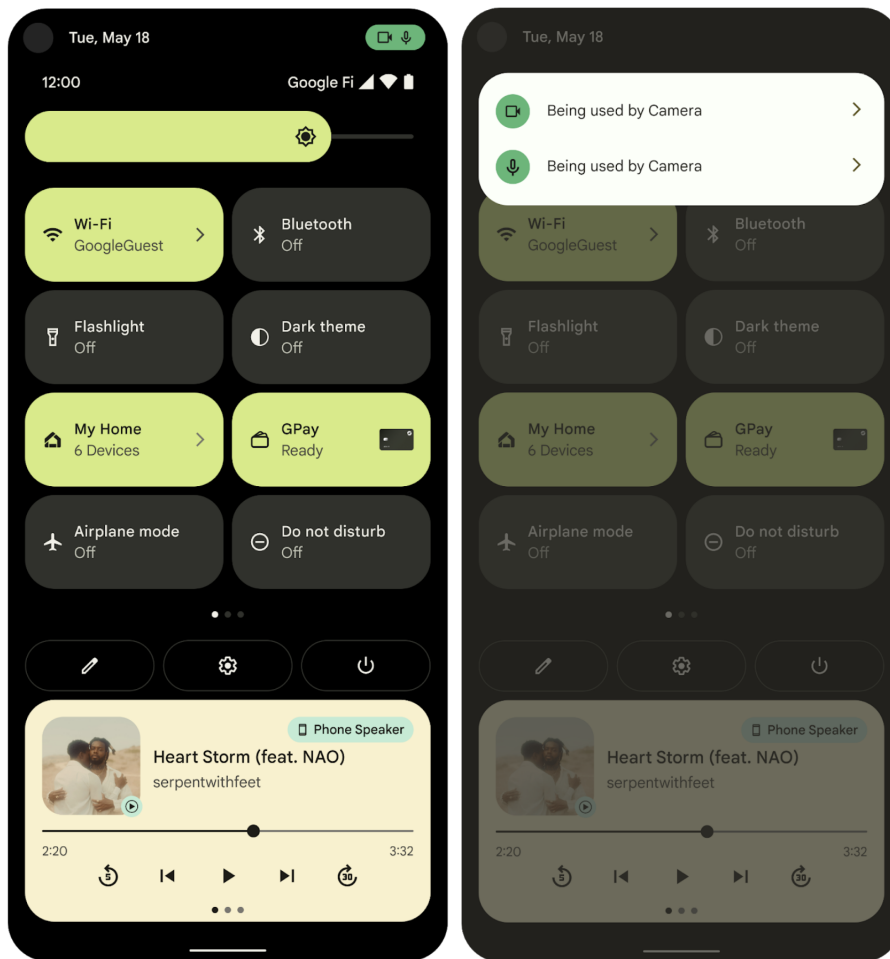 Tue, May 18
12:00
Google Fi
Wi-Fi
GoogleGuest
Bluetooth
Off
Flashlight
Off
Dark theme
Off
My Home
6 Devices
GPay
Ready
Airplane mode
Off
Do not disturb
Off
Phone Speaker
Heart Storm (feat. NAO)
serpentwithfeet
2:20
3:32
5
30
Tue, May 18
Being used by Camera
Being used by Camera
Wi-Fi
GoogleGuest
Bluetooth
Off
Flashlight
Off
Dark theme
Off
My Home
6 Devices
GPay
Ready
Airplane mode
Off
Do not disturb
Off
Phone Speaker
Heart Storm (feat. NAO)
serpentwithfeet
2:20
3:32
5
30